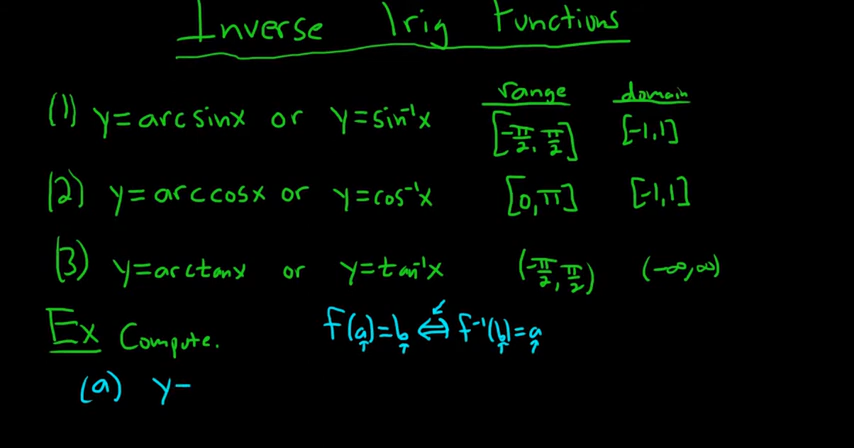 Inverse Trig Functions
range domain
(1) y=arcsinx or y=sin⁻¹x [-π/2, π/2] [-1,1]
(2) y=arccosx or y=cos⁻¹x [0,π] [-1,1]
(3) y=arctanx or y=tan⁻¹x (-π/2, π/2) (-∞,∞)
Ex Compute. f(a)=b ⇔ f⁻¹(b)=a
(a) y-